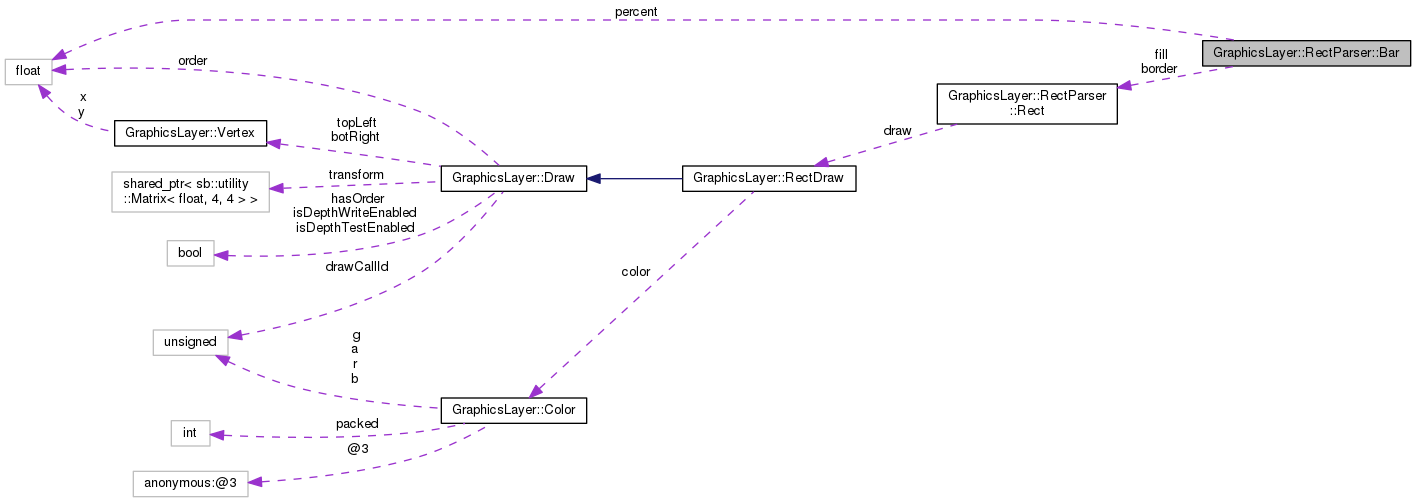 percent
GraphicsLayer::RectParser::Bar
fill
border
order
float
GraphicsLayer::RectParser
::Rect
x
y
topLeft
botRight
GraphicsLayer::Vertex
draw
transform
GraphicsLayer::Draw
GraphicsLayer::RectDraw
shared_ptr< sb::utility
::Matrix< float, 4, 4 > >
hasOrder
isDepthWriteEnabled
isDepthTestEnabled
bool
drawCallId
color
unsigned
g
a
r
b
GraphicsLayer::Color
packed
int
@3
anonymous:@3